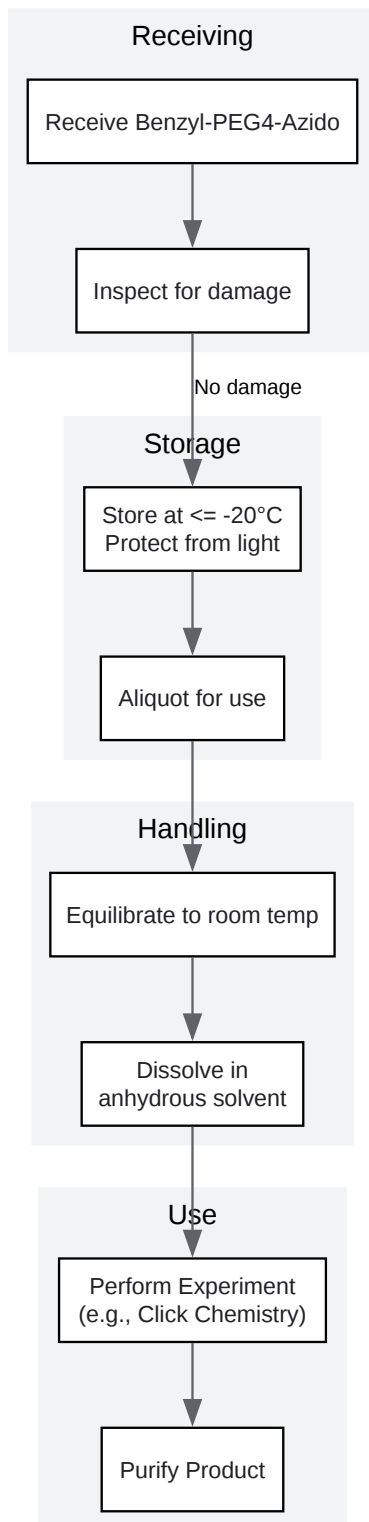 Receiving
Receive Benzyl-PEG4-Azido
Inspect for damage
No damage
Storage
Store at <= -20°C
Protect from light
Aliquot for use
Handling
Equilibrate to room temp
Dissolve in
anhydrous solvent
Use
Perform Experiment
(e.g., Click Chemistry)
Purify Product